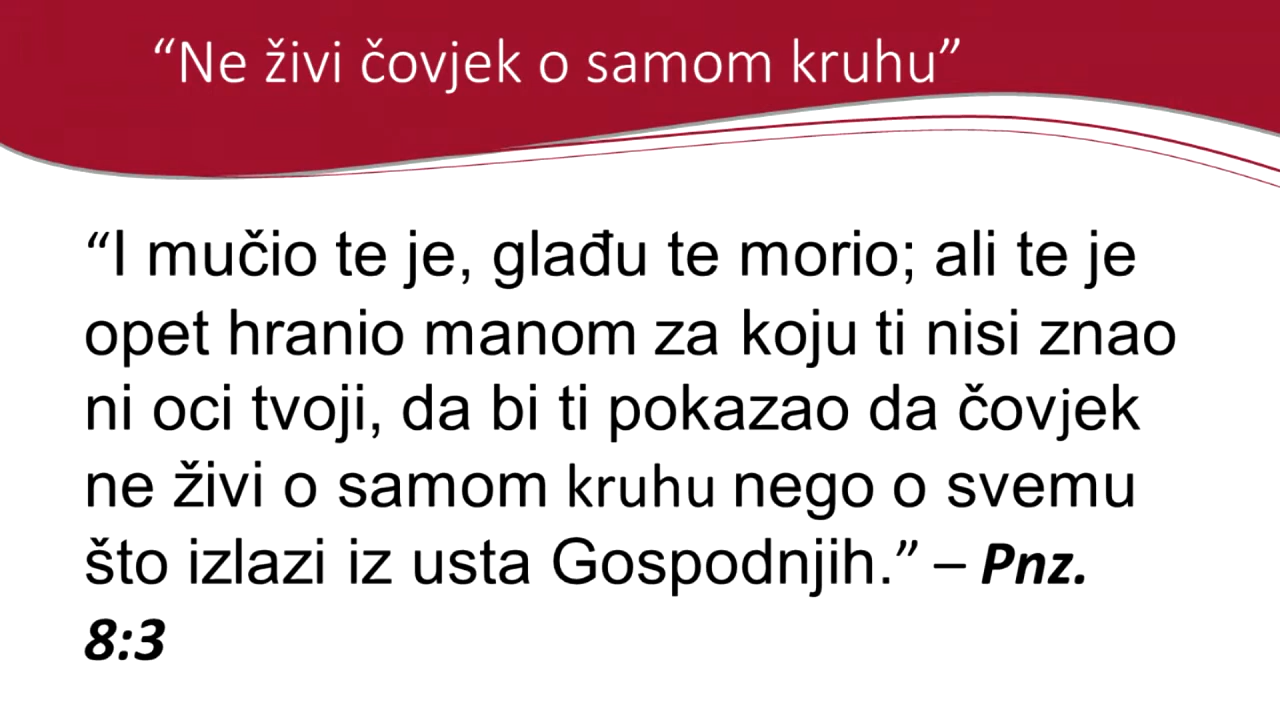 “Ne živi čovjek o samom kruhu”
“I mučio te je, glađu te morio; ali te je
opet hranio manom za koju ti nisi znao
ni oci tvoji, da bi ti pokazao da čovjek
ne živi o samom kruhu nego o svemu
što izlazi iz usta Gospodnjih.” – Pnz.
8:3